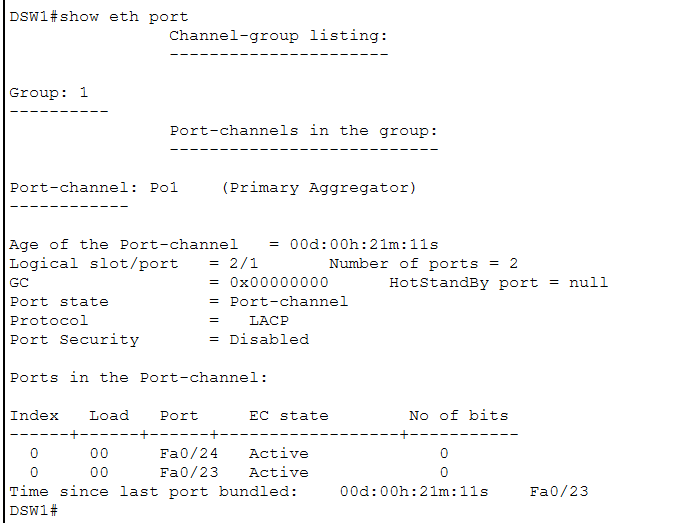 DSW1#show eth port
                Channel-group listing:
                ----------------------

Group: 1
----------
                Port-channels in the group:
                ---------------------------

Port-channel: Po1    (Primary Aggregator)
------------

Age of the Port-channel   = 00d:00h:21m:11s
Logical slot/port   = 2/1       Number of ports = 2
GC                  = 0x00000000      HotStandBy port = null
Port state          = Port-channel
Protocol            =   LACP
Port Security       = Disabled

Ports in the Port-channel:

Index   Load   Port     EC state        No of bits
------+------+------+------------------+-----------
  0     00     Fa0/24   Active             0
  0     00     Fa0/23   Active             0
Time since last port bundled:    00d:00h:21m:11s    Fa0/23
DSW1#